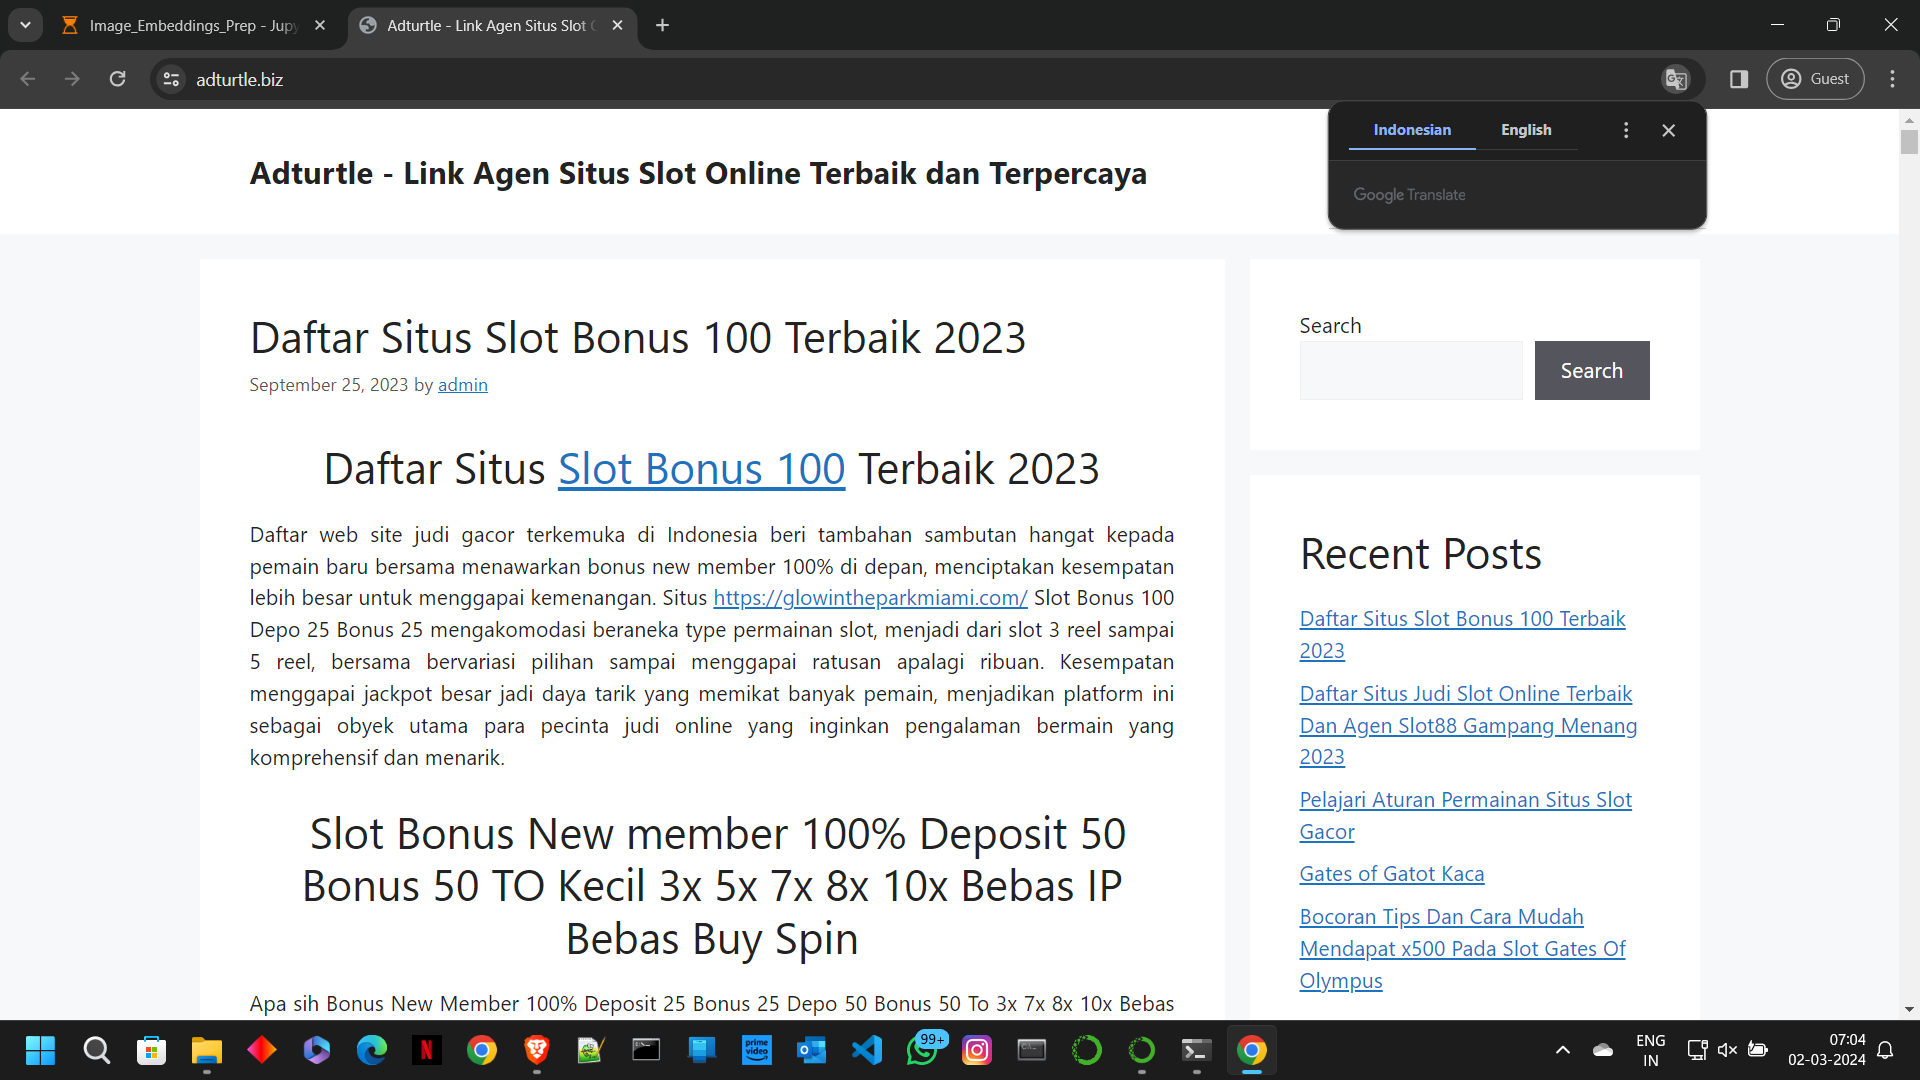 Image_Embeddings_Prep - Jupy
Adturtle - Link Agen Situs Slot
adturtle.biz
Guest
Indonesian
English
Google Translate
Adturtle - Link Agen Situs Slot Online Terbaik dan Terpercaya
Daftar Situs Slot Bonus 100 Terbaik 2023
September 25, 2023 by admin
Daftar Situs Slot Bonus 100 Terbaik 2023
Daftar web site judi gacor terkemuka di Indonesia beri tambahan sambutan hangat kepada
pemain baru bersama menawarkan bonus new member 100% di depan, menciptakan kesempatan
lebih besar untuk menggapai kemenangan. Situs https://glowintheparkmiami.com/ Slot Bonus 100
Depo 25 Bonus 25 mengakomodasi beraneka type permainan slot, menjadi dari slot 3 reel sampai
5 reel, bersama bervariasi pilihan sampai menggapai ratusan apalagi ribuan. Kesempatan
menggapai jackpot besar jadi daya tarik yang memikat banyak pemain, menjadikan platform ini
sebagai obyek utama para pecinta judi online yang inginkan pengalaman bermain yang
komprehensif dan menarik.
Slot Bonus New member 100% Deposit 50
Bonus 50 TO Kecil 3x 5x 7x 8x 10x Bebas IP
Bebas Buy Spin
Apa sih Bonus New Member 100% Deposit 25 Bonus 25 Depo 50 Bonus 50 To 3x 7x 8x 10x Bebas
Search
Search
Recent Posts
Daftar Situs Slot Bonus 100 Terbaik
2023
Daftar Situs Judi Slot Online Terbaik
Dan Agen Slot88 Gampang Menang
2023
Pelajari Aturan Permainan Situs Slot
Gacor
Gates of Gatot Kaca
Bocoran Tips Dan Cara Mudah
Mendapat x500 Pada Slot Gates Of
Olympus
N
prime
video
99+
ENG
IN
07:04
02-03-2024